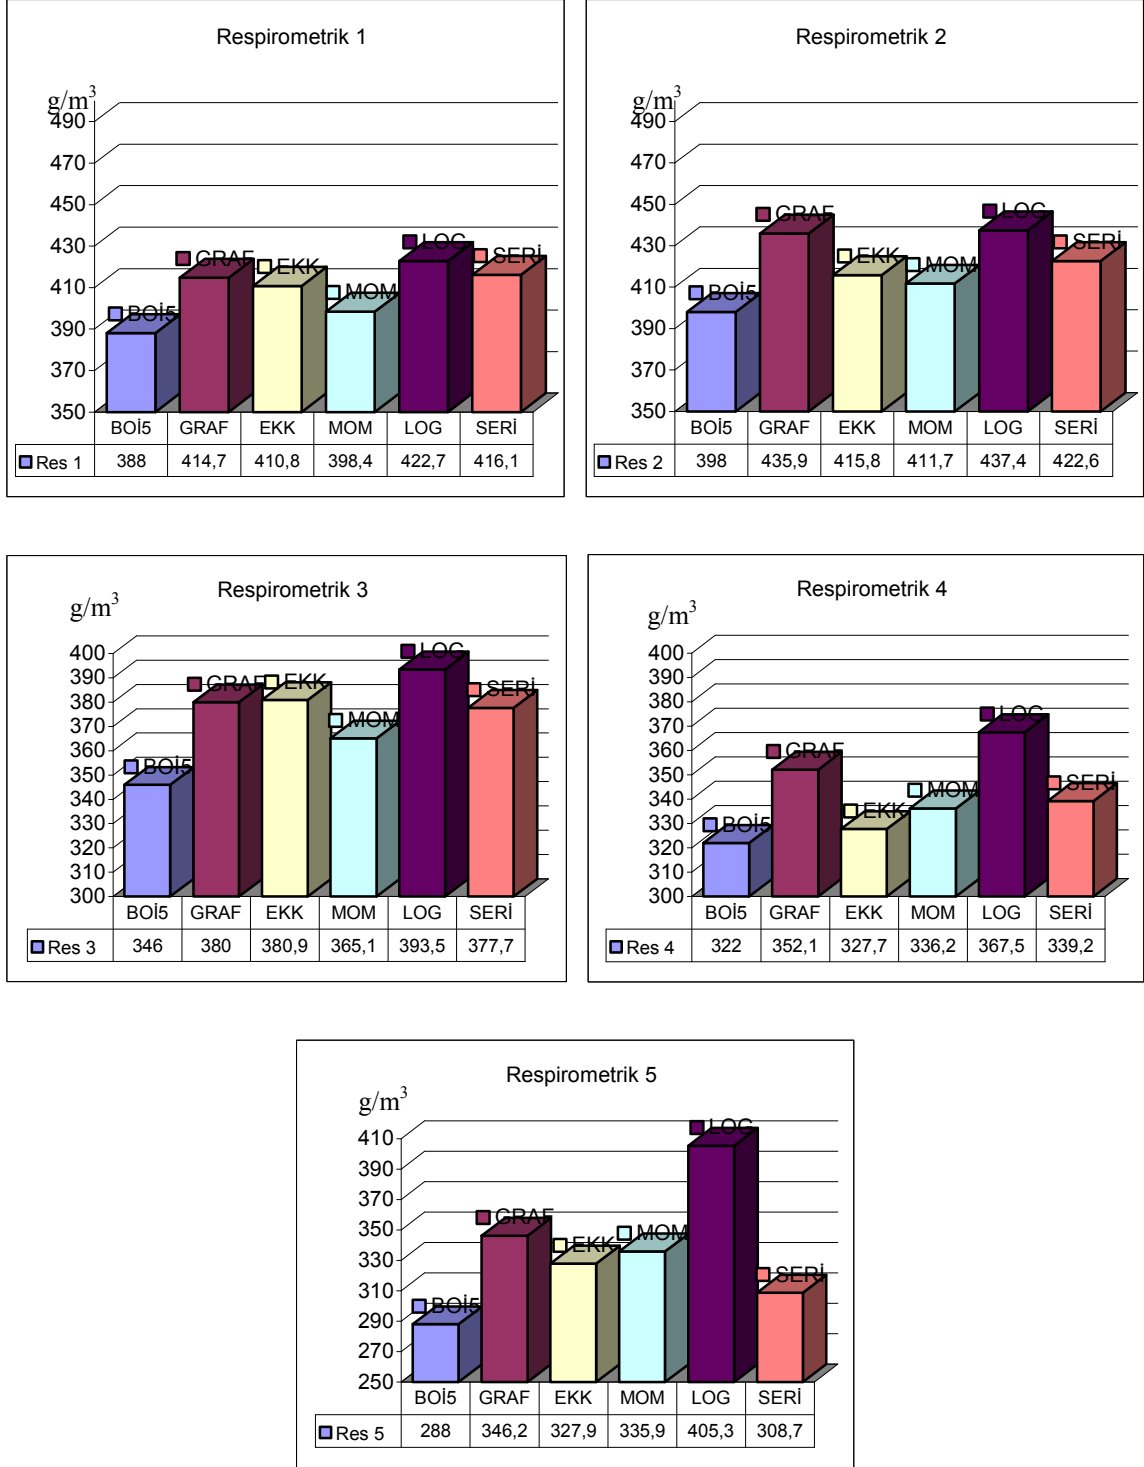 Respirometrik 1
g/m³
490
470
450
430
410
390
370
350
BOİ5
GRAF
EKK
MOM
LOG
SERİ
BOİ5 GRAF EKK MOM LOG SERİ
Res 1 388 414,7 410,8 398,4 422,7 416,1
Respirometrik 2
g/m³
490
470
450
430
410
390
370
350
BOİ5
GRAF
EKK
MOM
LOG
SERİ
BOİ5 GRAF EKK MOM LOG SERİ
Res 2 398 435,9 415,8 411,7 437,4 422,6
Respirometrik 3
g/m³
400
390
380
370
360
350
340
330
320
310
300
BOİ5
GRAF
EKK
MOM
LOG
SERİ
BOİ5 GRAF EKK MOM LOG SERİ
Res 3 346 380 380,9 365,1 393,5 377,7
Respirometrik 4
g/m³
400
390
380
370
360
350
340
330
320
310
300
BOİ5
GRAF
EKK
MOM
LOG
SERİ
BOİ5 GRAF EKK MOM LOG SERİ
Res 4 322 352,1 327,7 336,2 367,5 339,2
Respirometrik 5
g/m³
410
390
370
350
330
310
290
270
250
BOİ5
GRAF
EKK
MOM
LOG
SERİ
BOİ5 GRAF EKK MOM LOG SERİ
Res 5 288 346,2 327,9 335,9 405,3 308,7